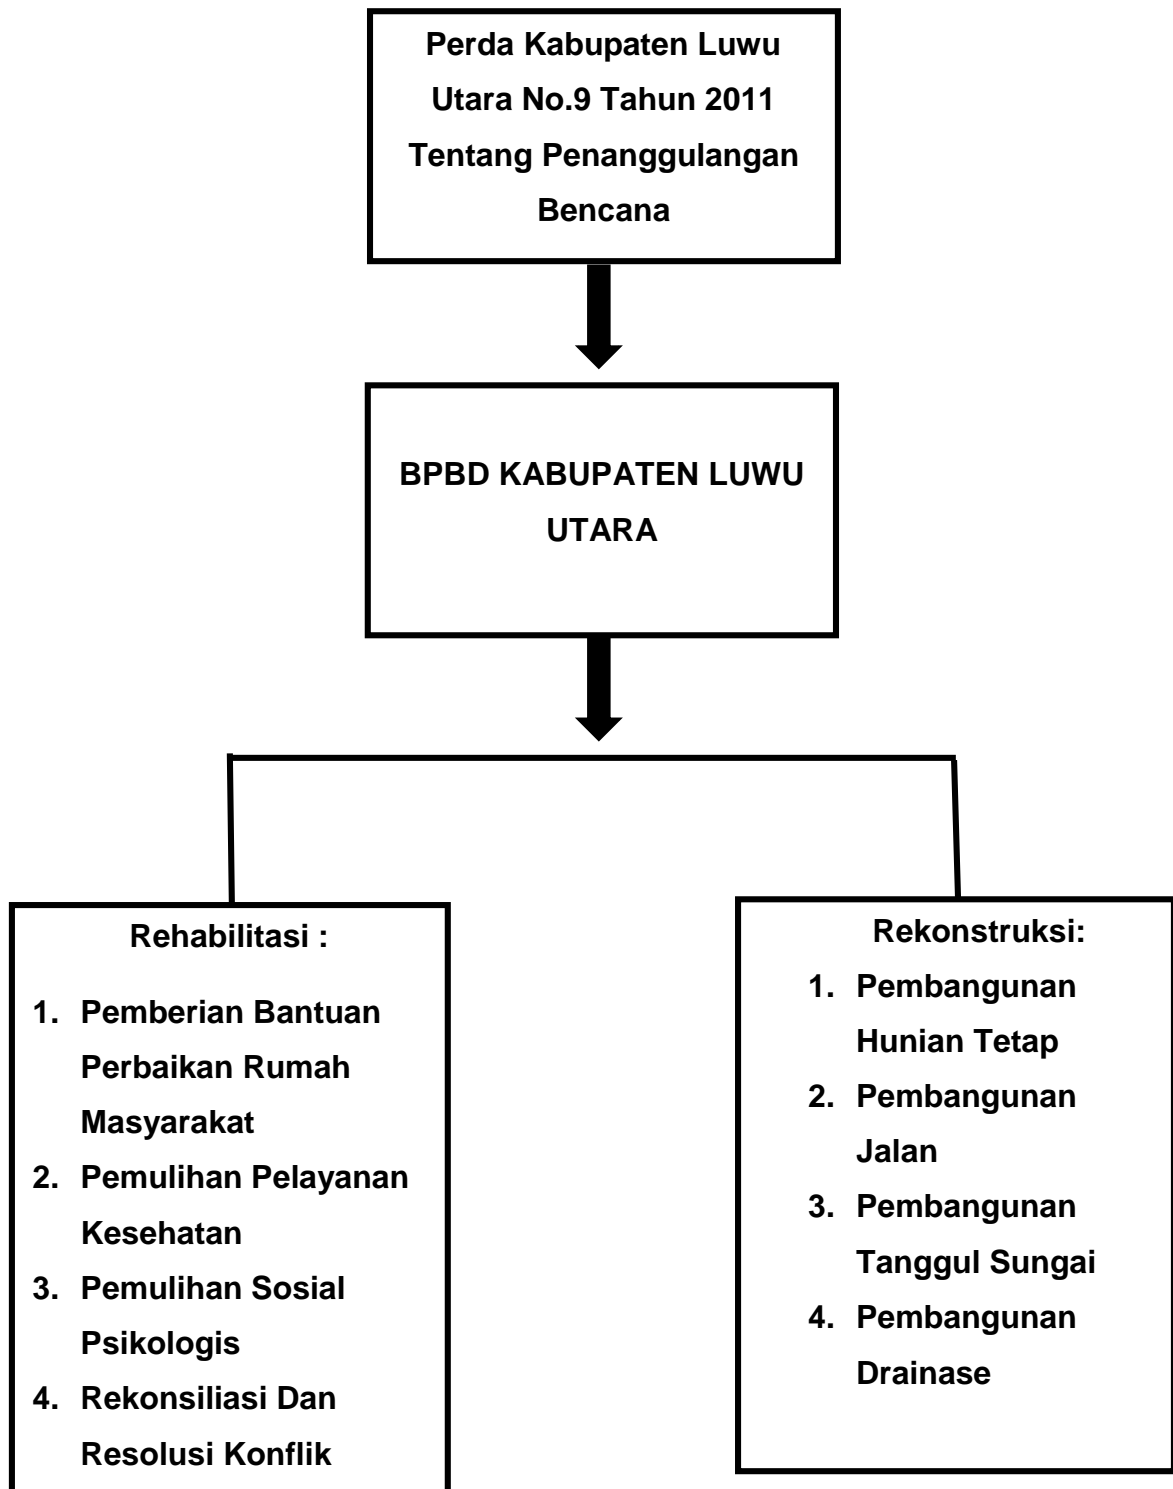 Perda Kabupaten Luwu
Utara No.9 Tahun 2011
Tentang Penanggulangan
Bencana
BPBD KABUPATEN LUWU
UTARA
Rehabilitasi :
1. Pemberian Bantuan
Perbaikan Rumah
Masyarakat
2. Pemulihan Pelayanan
Kesehatan
3. Pemulihan Sosial
Psikologis
4. Rekonsiliasi Dan
Resolusi Konflik
Rekonstruksi:
1. Pembangunan
Hunian Tetap
2. Pembangunan
Jalan
3. Pembangunan
Tanggul Sungai
4. Pembangunan
Drainase